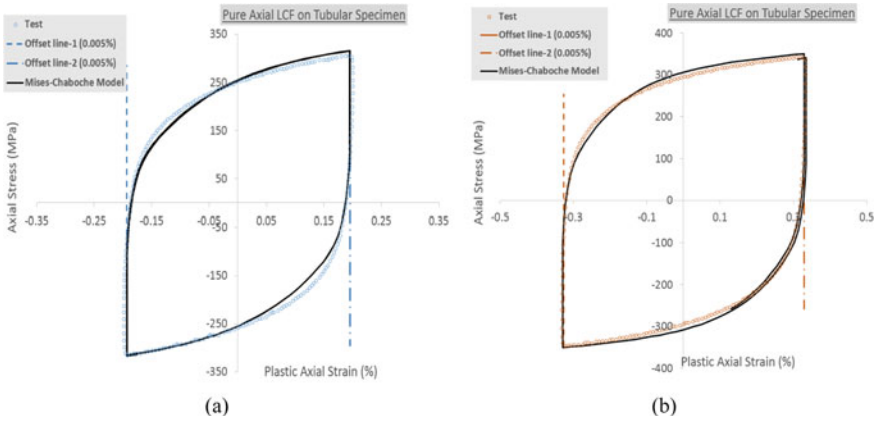 Pure Axial LCF on Tubular Specimen
Test
Offset line-1 (0.005%)
Offset line-2 (0.005%)
Mises-Chaboche Model
Axial Stress (MPa)
350
250
150
50
-50
-150
-250
-350
-0.35
-0.25
-0.15
-0.05
0.05
0.15
0.25
0.35
Plastic Axial Strain (%)
(a)
Pure Axial LCF on Tubular Specimen
Test
Offset line-1 (0.005%)
Offset line-2 (0.005%)
Mises-Chaboche Model
Axial Stress (MPa)
400
300
200
100
0
-100
-200
-300
-400
-0.5
-0.3
-0.1
0.1
0.3
0.5
Plastic Axial Strain (%)
(b)